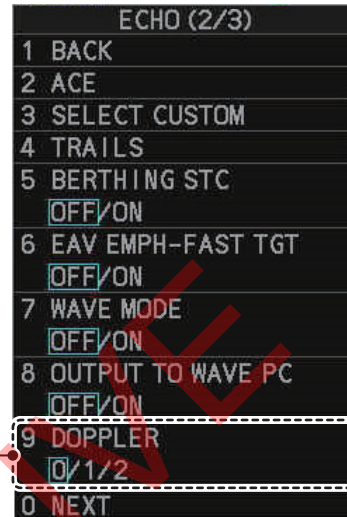 ECHO (2/3)
1 BACK
2 ACE
3 SELECT CUSTOM
4 TRAILS
5 BERTHING STC
OFF/ON
6 EAV EMPH-FAST TGT
OFF/ON
7 WAVE MODE
OFF/ON
8 OUTPUT TO WAVE PC
OFF/ON
9 DOPPLER
0/1/2
0 NEXT